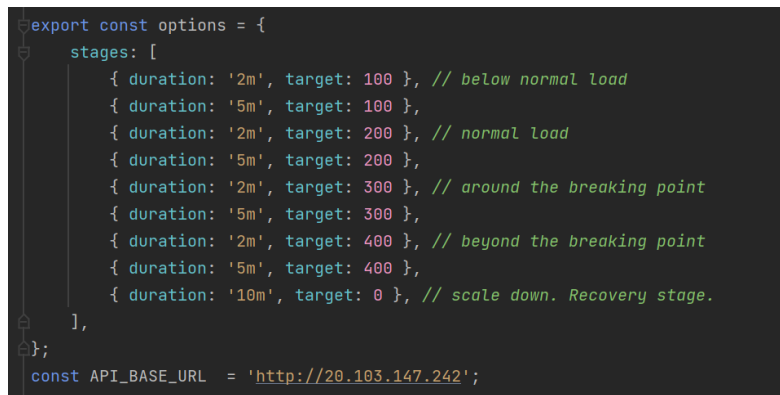 export const options = {
stages: [
{ duration: '2m', target: 100 }, // below normal load
{ duration: '5m', target: 100 },
{ duration: '2m', target: 200 }, // normal load
{ duration: '5m', target: 200 },
{ duration: '2m', target: 300 }, // around the breaking point
{ duration: '5m', target: 300 },
{ duration: '2m', target: 400 }, // beyond the breaking point
{ duration: '5m', target: 400 },
{ duration: '10m', target: 0 }, // scale down. Recovery stage.
],
};
const API_BASE_URL  = 'http://20.103.147.242';